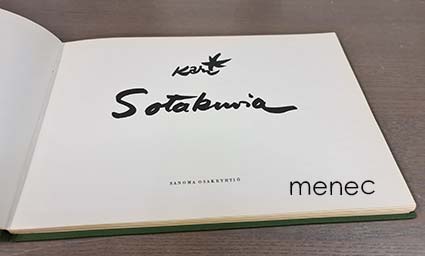 Kari
Sotakuvia
SANOMA OSAKEYHTIÖ
menec